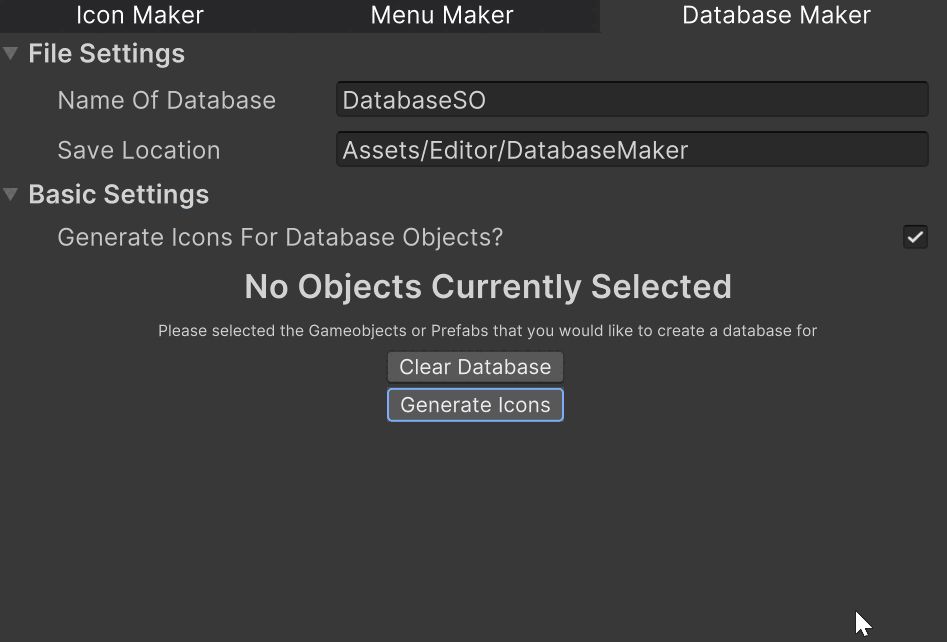 Icon Maker Menu Maker Database Maker
File Settings
Name Of Database DatabaseSO
Save Location Assets/Editor/DatabaseMaker
Basic Settings
Generate Icons For Database Objects?
No Objects Currently Selected
Please selected the Gameobjects or Prefabs that you would like to create a database for
Clear Database
Generate Icons